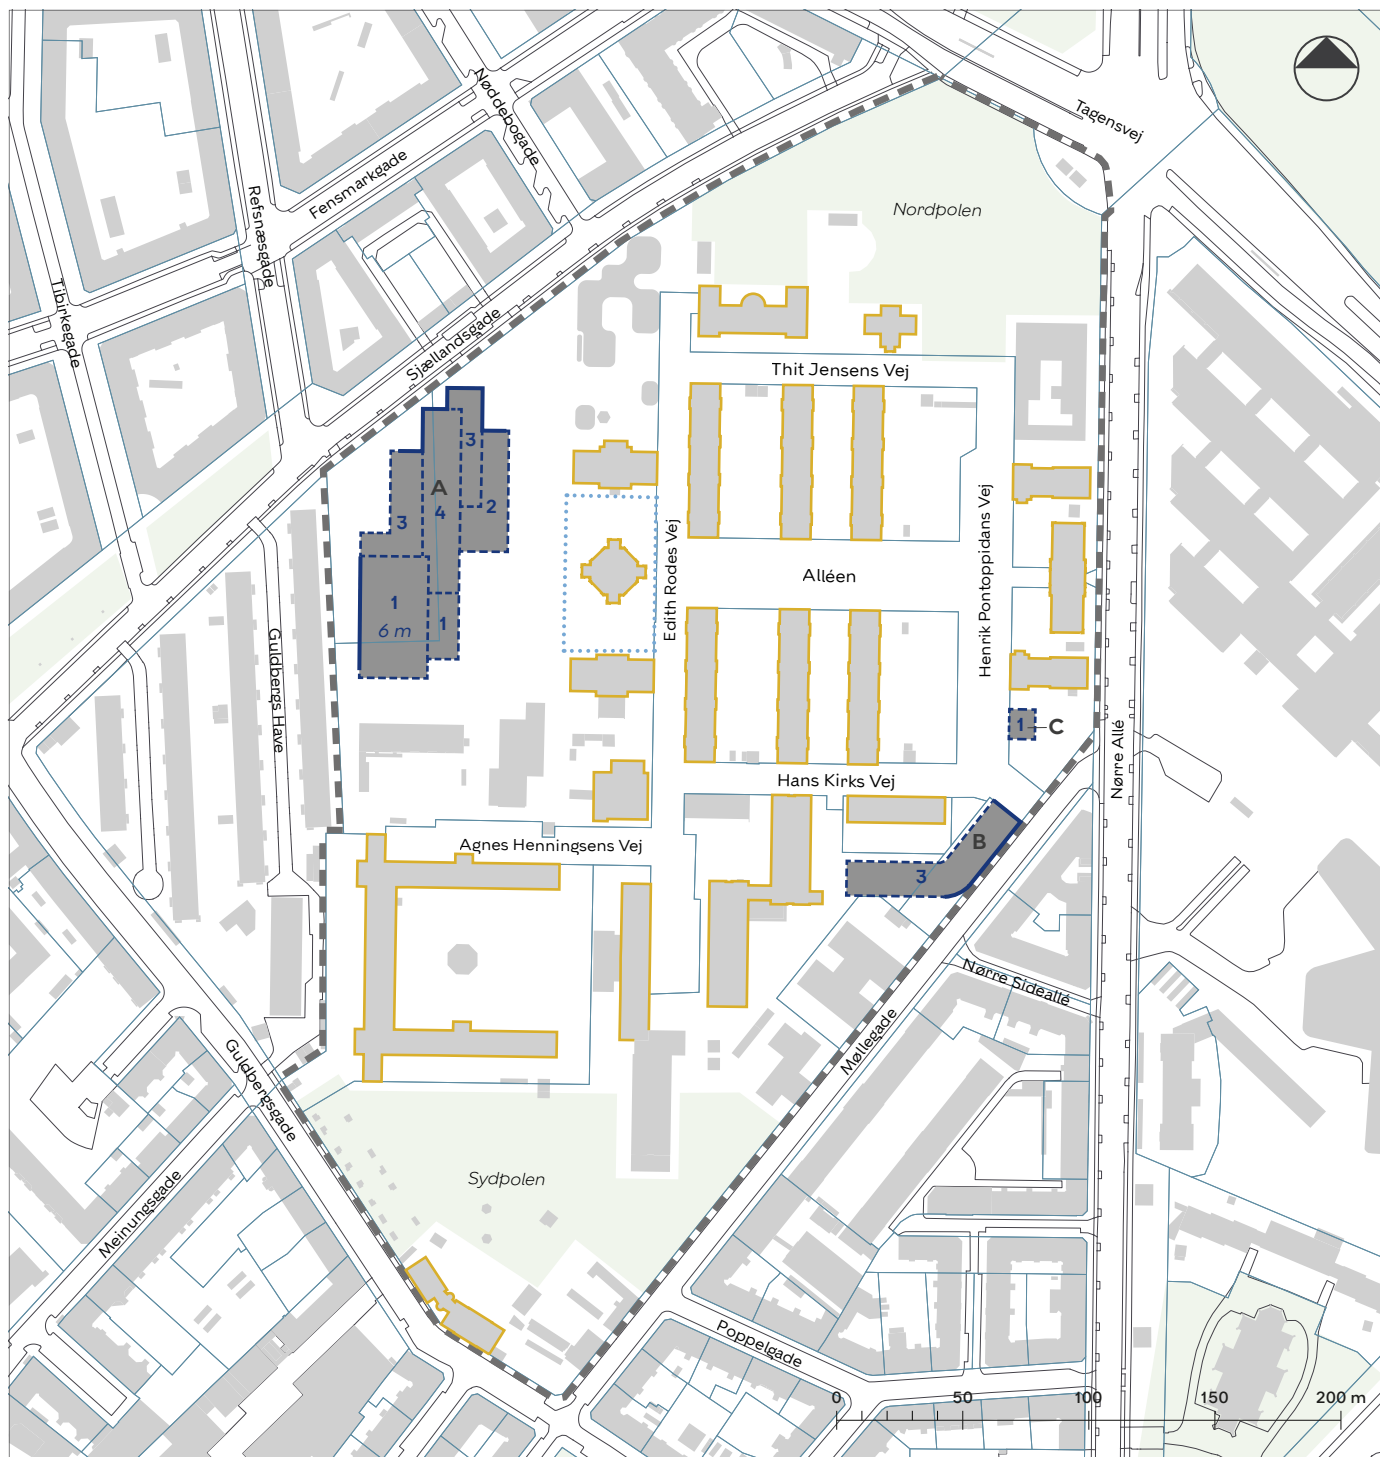 Nøddebogade
Tagensvej
Fensmarkgade
Refsnæsgade
Nordpolen
Tibirkegade
Sjællandsgade
Thit Jensens Vej
3
A
4
2
3
Henrik Pontoppidans Vej
Edith Rodes Vej
Alléen
1
6 m
1
Guldbergs Have
1
C
Nørre Allé
Hans Kirks Vej
Agnes Henningsens Vej
B
3
Nørre Sideallé
Møllegade
Guldbergsgade
Sydpolen
Meinungsgade
Poppelgade
0 50 100 150 200 m